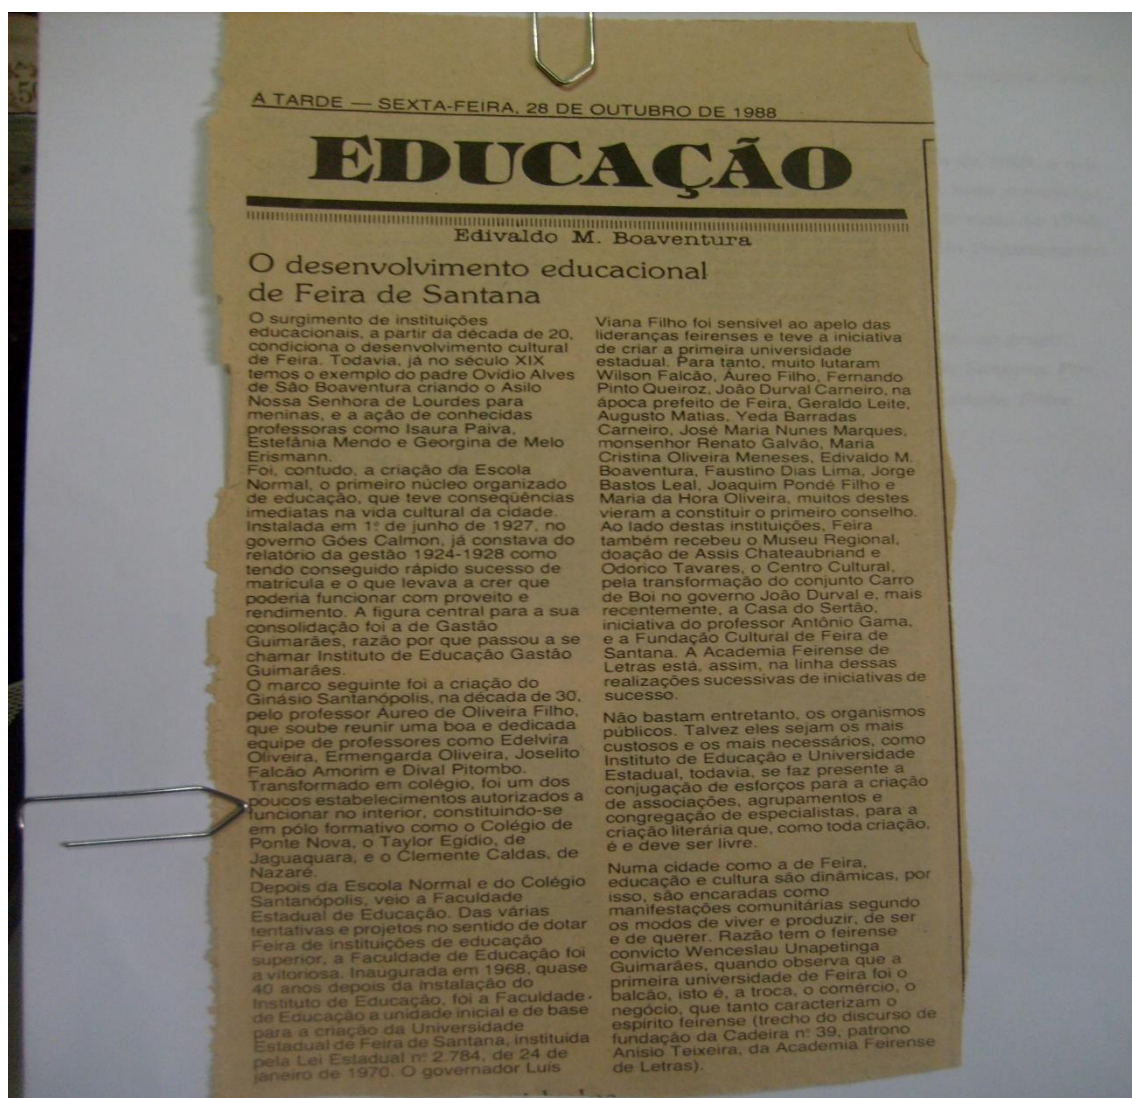 A TARDE — SEXTA-FEIRA, 28 DE OUTUBRO DE 1988
EDUCAÇÃO
Edivaldo M. Boaventura
O desenvolvimento educacional
de Feira de Santana
O surgimento de instituições
educacionais, a partir da década de 20,
condiciona o desenvolvimento cultural
de Feira. Todavia, já no século XIX
temos o exemplo do padre Ovidio Alves
de São Boaventura criando o Asilo
Nossa Senhora de Lourdes para
meninas, e a ação de conhecidas
professoras como Isaura Paiva,
Estefânia Mendo e Georgina de Melo
Erismann.
Foi, contudo, a criação da Escola
Normal, o primeiro núcleo organizado
de educação, que teve conseqüências
imediatas na vida cultural da cidade.
Instalada em 1º de junho de 1927, no
governo Góes Calmon, já constava do
relatório da gestão 1924-1928 como
tendo conseguido rápido sucesso de
matrícula e o que levava a crer que
poderia funcionar com proveito e
rendimento. A figura central para a sua
consolidação foi a de Gastão
Guimarães, razão por que passou a se
chamar Instituto de Educação Gastão
Guimarães.
O marco seguinte foi a criação do
Ginásio Santanópolis, na década de 30,
pelo professor Áureo de Oliveira Filho,
que soube reunir uma boa e dedicada
equipe de professores como Edelvira
Oliveira, Ermengarda Oliveira, Joselito
Falcão Amorim e Dival Pitombo.
Transformado em colégio, foi um dos
poucos estabelecimentos autorizados a
funcionar no interior, constituindo-se
em pólo formativo como o Colégio de
Ponte Nova, o Taylor Egidio, de
Jaguaquara, e o Clemente Caldas, de
Nazaré.
Depois da Escola Normal e do Colégio
Santanópolis, veio a Faculdade
Estadual de Educação. Das várias
tentativas e projetos no sentido de dotar
Feira de instituições de educação
superior, a Faculdade de Educação foi
a vitoriosa. Inaugurada em 1968, quase
40 anos depois da instalação do
Instituto de Educação, foi a Faculdade
de Educação a unidade inicial e de base
para a criação da Universidade
Estadual de Feira de Santana, instituída
pela Lei Estadual nº 2.784, de 24 de
janeiro de 1970. O governador Luis
Viana Filho foi sensível ao apelo das
lideranças feirenses e teve a iniciativa
de criar a primeira universidade
estadual. Para tanto, muito lutaram
Wilson Falcão, Áureo Filho, Fernando
Pinto Queiroz, João Durval Carneiro, na
ápoca prefeito de Feira, Geraldo Leite,
Augusto Matias, Yeda Barradas
Carneiro, José Maria Nunes Marques,
monsenhor Renato Galvão, Maria
Cristina Oliveira Meneses, Edivaldo M.
Boaventura, Faustino Dias Lima, Jorge
Bastos Leal, Joaquim Pondé Filho e
Maria da Hora Oliveira, muitos destes
vieram a constituir o primeiro conselho.
Ao lado destas instituições, Feira
também recebeu o Museu Regional,
doação de Assis Chateaubriand e
Odorico Tavares, o Centro Cultural,
pela transformação do conjunto Carro
de Boi no governo João Durval e, mais
recentemente, a Casa do Sertão,
iniciativa do professor Antônio Gama,
e a Fundação Cultural de Feira de
Santana. A Academia Feirense de
Letras está, assim, na linha dessas
realizações sucessivas de iniciativas de
sucesso.
Não bastam entretanto, os organismos
públicos. Talvez eles sejam os mais
custosos e os mais necessários, como
Instituto de Educação e Universidade
Estadual, todavia, se faz presente a
conjugação de esforços para a criação
de associações, agrupamentos e
congregação de especialistas, para a
criação literária que, como toda criação,
é e deve ser livre.
Numa cidade como a de Feira,
educação e cultura são dinâmicas, por
isso, são encaradas como
manifestações comunitárias segundo
os modos de viver e produzir, de ser
e de querer. Razão tem o feirense
convicto Wenceslau Unapetinga
Guimarães, quando observa que a
primeira universidade de Feira foi o
balcão, isto é, a troca, o comércio, o
negócio, que tanto caracterizam o
espírito feirense (trecho do discurso de
fundação da Cadeira nº 39, patrono
Anisio Teixeira, da Academia Feirense
de Letras).